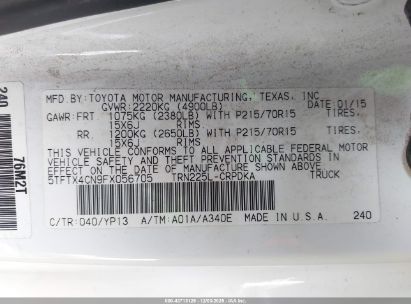 MFD.BY:TOYOTA MOTOR MANUFACTURING, TEXAS, INC.
GVWR:2220KG (4900LB) DATE 01/15
GAWR:FRT. 1075KG (2380LB) WITH P215/70R15 TIRES,
15X6J RIMS
RR. 1200KG (2650LB) WITH P215/70R15 TIRES,
15X6J RIMS
THIS VEHICLE CONFORMS TO ALL APPLICABLE FEDERAL MOTOR
VEHICLE SAFETY AND THEFT PREVENTION STANDARDS IN
EFFECT ON THE DATE OF MANUFACTURE SHOWN ABOVE.
5TFTX4CN9FX056705 TRN225L-CRPDKA TRUCK
C/TR:040/YP13 A/TM:A01A/A340E MADE IN U.S.A. 240
240
76M2T